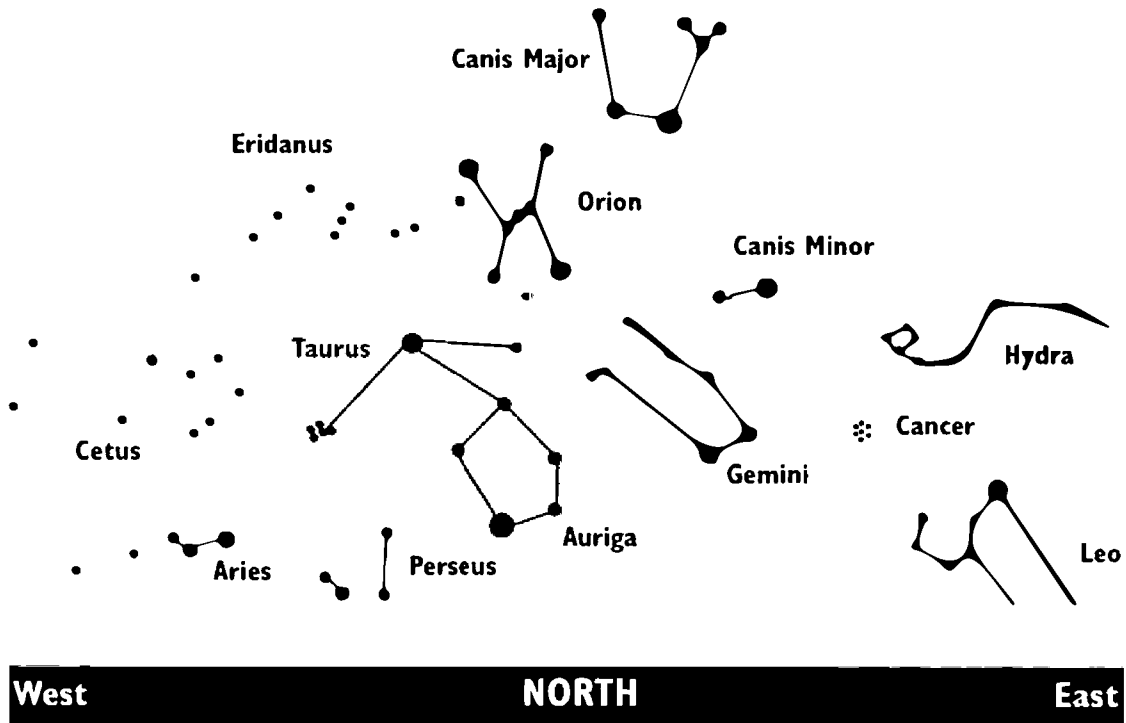 Canis Major
Eridanus
Orion
Canis Minor
Taurus
Hydra
Cancer
Cetus
Gemini
Auriga
Leo
Perseus
Aries
West NORTH East